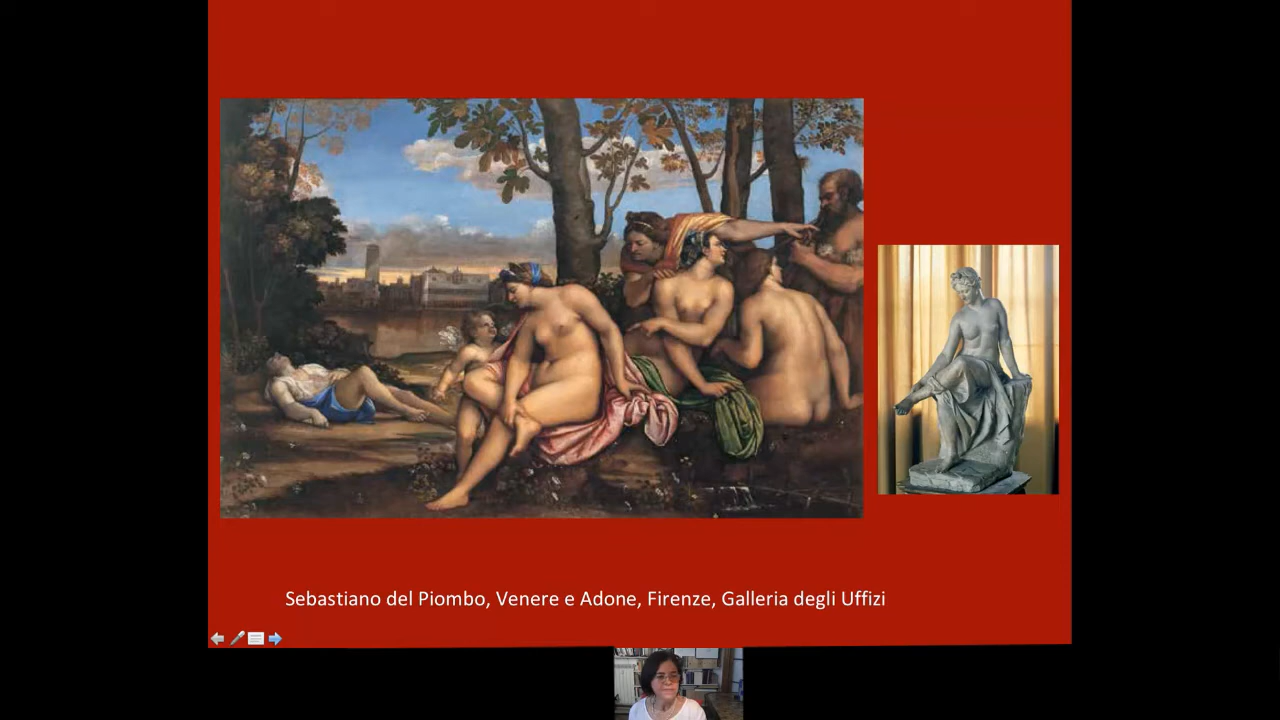 Sebastiano del Piombo, Venere e Adone, Firenze, Galleria degli Uffizi